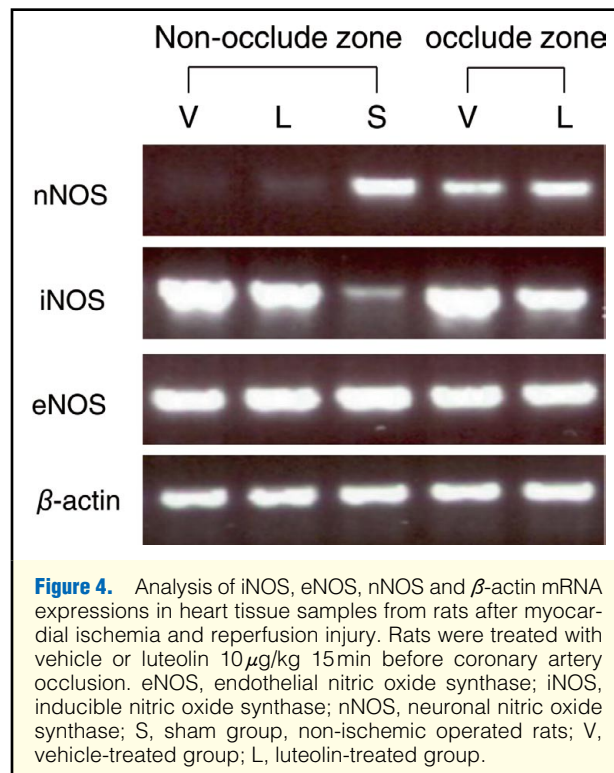 Non-occlude zone occlude zone
V L S V L
nNOS
iNOS
eNOS
β-actin
Figure 4. Analysis of iNOS, eNOS, nNOS and β-actin mRNA
expressions in heart tissue samples from rats after myocar-
dial ischemia and reperfusion injury. Rats were treated with
vehicle or luteolin 10 μg/kg 15 min before coronary artery
occlusion. eNOS, endothelial nitric oxide synthase; iNOS,
inducible nitric oxide synthase; nNOS, neuronal nitric oxide
synthase; S, sham group, non-ischemic operated rats; V,
vehicle-treated group; L, luteolin-treated group.